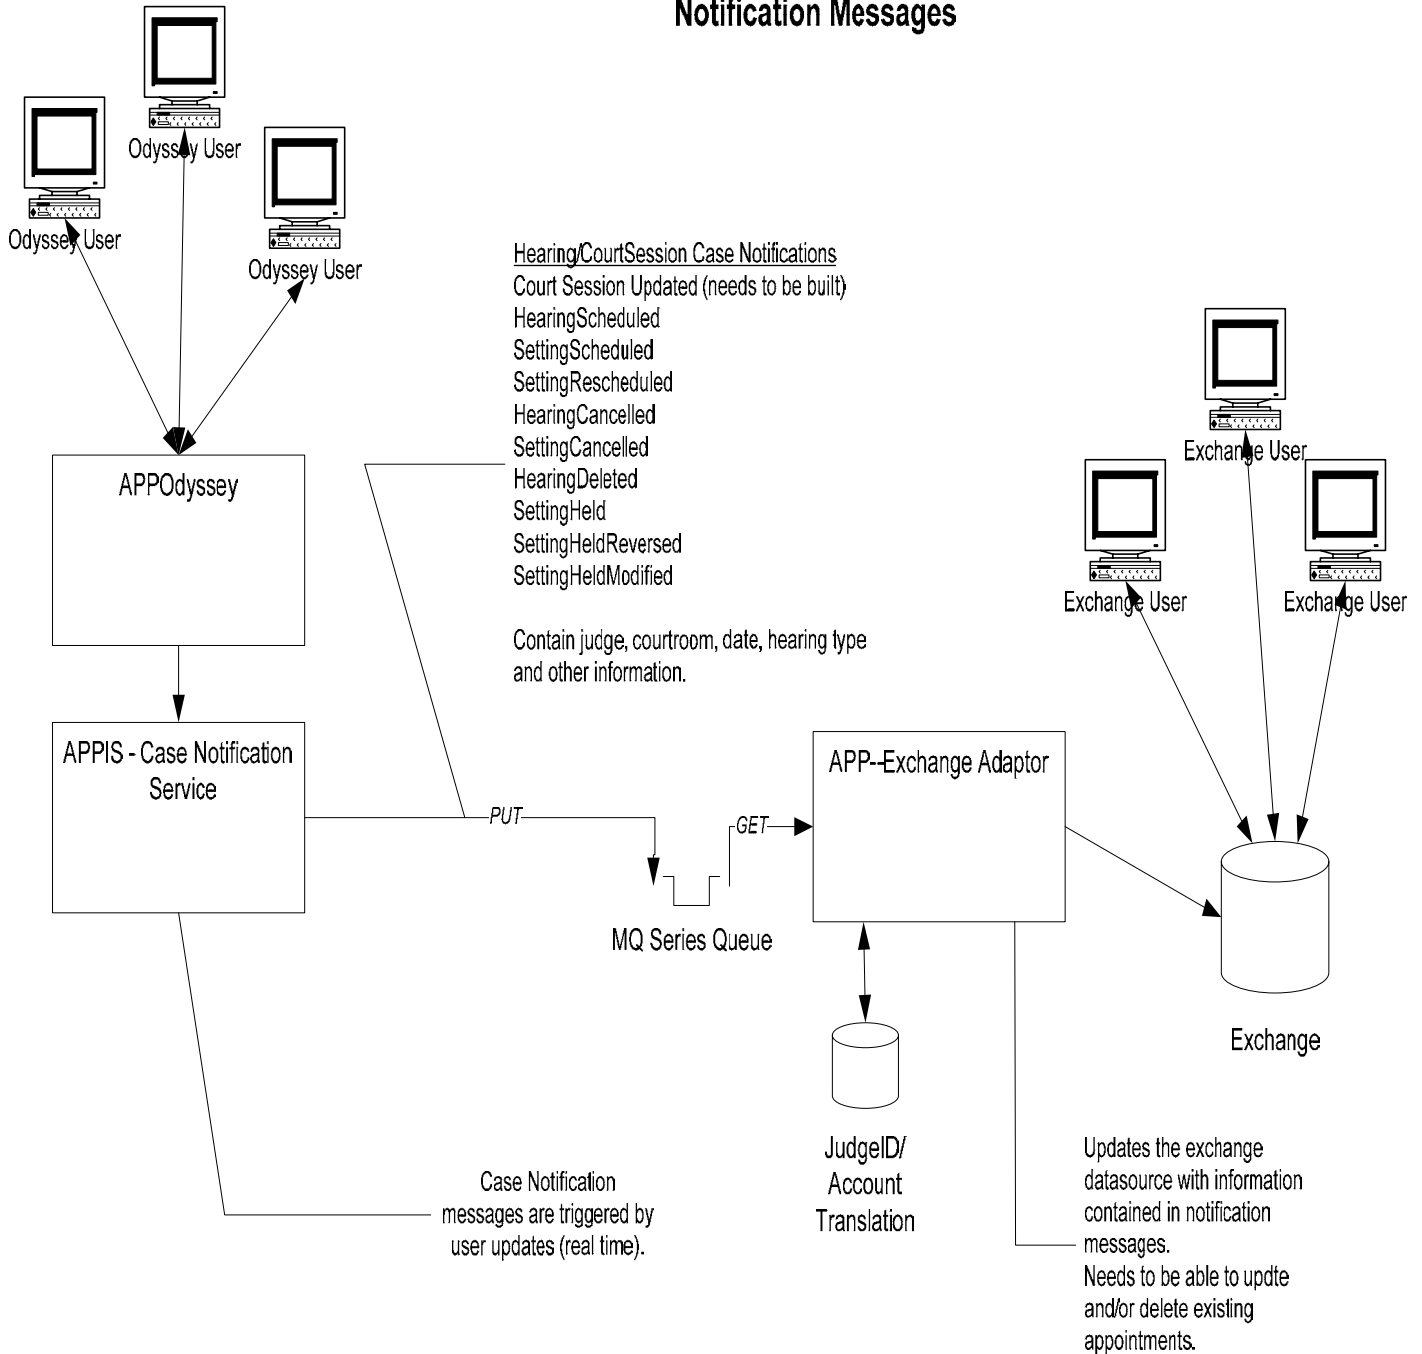 Notification Messages
Odyssey User
Odyssey User
Odyssey User
Hearing/CourtSession Case Notifications
Court Session Updated (needs to be built)
HearingScheduled
SettingScheduled
SettingRescheduled
HearingCancelled
SettingCancelled
HearingDeleted
SettingHeld
SettingHeldReversed
SettingHeldModified
Contain judge, courtroom, date, hearing type
and other information.
Exchange User
Exchange User
Exchange User
APPOdyssey
APPIS - Case Notification
Service
PUT
GET
MQ Series Queue
APP--Exchange Adaptor
Exchange
JudgeID/
Account
Translation
Case Notification
messages are triggered by
user updates (real time).
Updates the exchange
datasource with information
contained in notification
messages.
Needs to be able to updte
and/or delete existing
appointments.